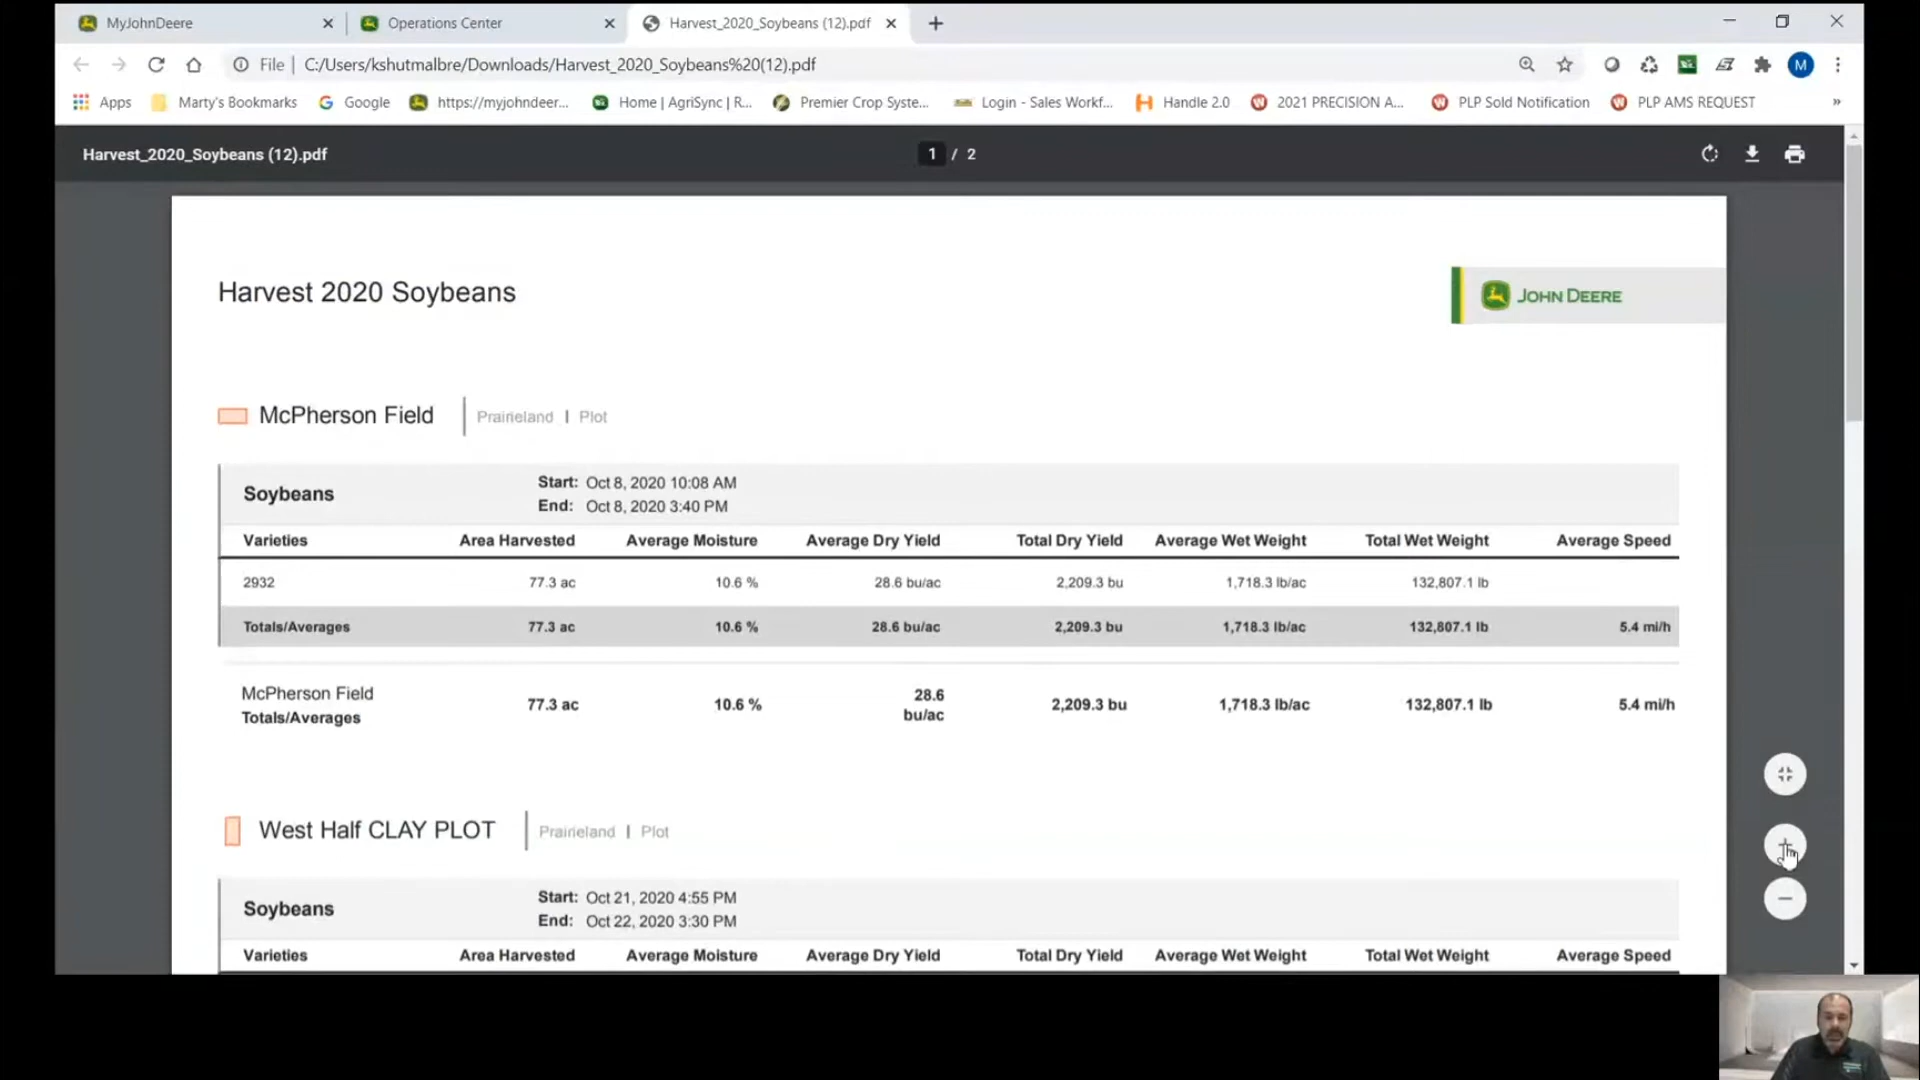 MyJohnDeere
Operations Center
Harvest_2020_Soybeans (12).pdf
File | C:/Users/kshutmalbre/Downloads/Harvest_2020_Soybeans%20(12).pdf
M
Apps
Marty's Bookmarks
Google
https://myjohndeer...
Home | AgriSync | R...
Premier Crop Syste...
Login - Sales Workf...
Handle 2.0
2021 PRECISION A...
PLP Sold Notification
PLP AMS REQUEST
»
Harvest_2020_Soybeans (12).pdf
1 / 2
Harvest 2020 Soybeans
JOHN DEERE
McPherson Field | Prairieland | Plot
Soybeans
Start: Oct 8, 2020 10:08 AM
End: Oct 8, 2020 3:40 PM
Varieties Area Harvested Average Moisture Average Dry Yield Total Dry Yield Average Wet Weight Total Wet Weight Average Speed
2932 77.3 ac 10.6 % 28.6 bu/ac 2,209.3 bu 1,718.3 lb/ac 132,807.1 lb
Totals/Averages 77.3 ac 10.6 % 28.6 bu/ac 2,209.3 bu 1,718.3 lb/ac 132,807.1 lb 5.4 mi/h
McPherson Field
Totals/Averages
77.3 ac 10.6 % 28.6 bu/ac 2,209.3 bu 1,718.3 lb/ac 132,807.1 lb 5.4 mi/h
West Half CLAY PLOT | Prairieland | Plot
Soybeans
Start: Oct 21, 2020 4:55 PM
End: Oct 22, 2020 3:30 PM
Varieties Area Harvested Average Moisture Average Dry Yield Total Dry Yield Average Wet Weight Total Wet Weight Average Speed